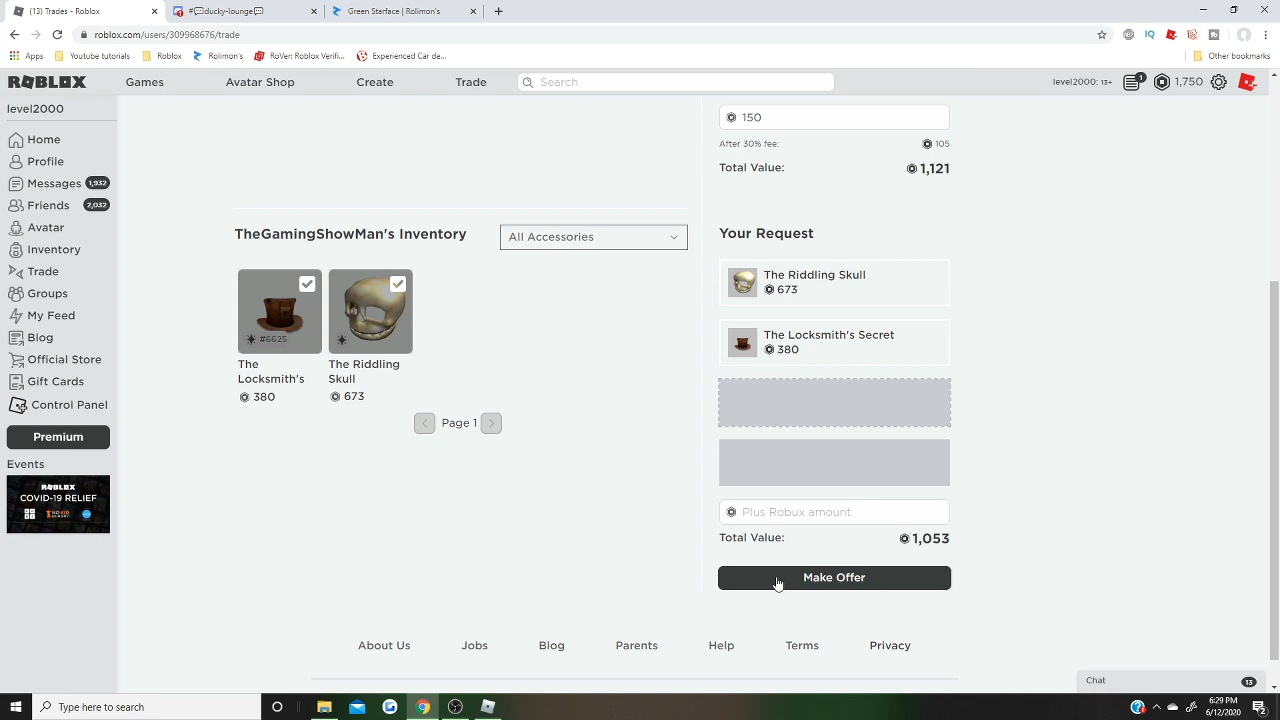 (13) Trades - Roblox
#💬ducky-lounge💬
Green Starface | Rolimon's
roblox.com/users/309968676/trade
Apps
Youtube tutorials
Roblox
Rolimon's
RoVer| Roblox Verifi...
Experienced Car de...
Other bookmarks
ROBLOX
Games
Avatar Shop
Create
Trade
Search
level2000: 13+
1
1,750
level2000
Home
Profile
Messages 1,932
Friends 2,032
Avatar
Inventory
Trade
Groups
My Feed
Blog
Official Store
Gift Cards
Control Panel
Premium
Events
ROBLOX
COVID-19 RELIEF
NO KID
HUNGRY
150
After 30% fee: 105
Total Value: 1,121
TheGamingShowMan's Inventory
All Accessories
#6625
The
Locksmith's
380
The Riddling
Skull
673
Page 1
Your Request
The Riddling Skull
673
The Locksmith's Secret
380
Plus Robux amount
Total Value: 1,053
Make Offer
About Us
Jobs
Blog
Parents
Help
Terms
Privacy
Chat 13
Type here to search
6:29 PM
6/12/2020
2